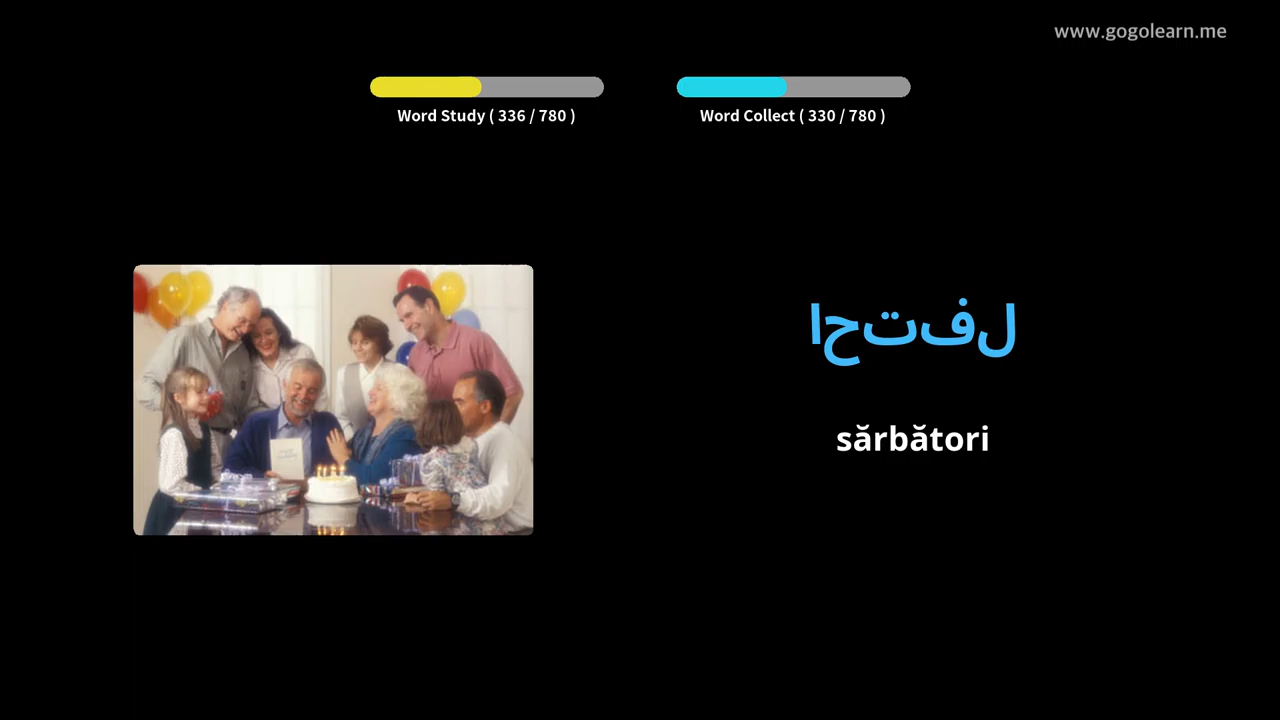 www.gogolearn.me
Word Study ( 336 / 780 )
Word Collect ( 330 / 780 )
احتفل
sărbători